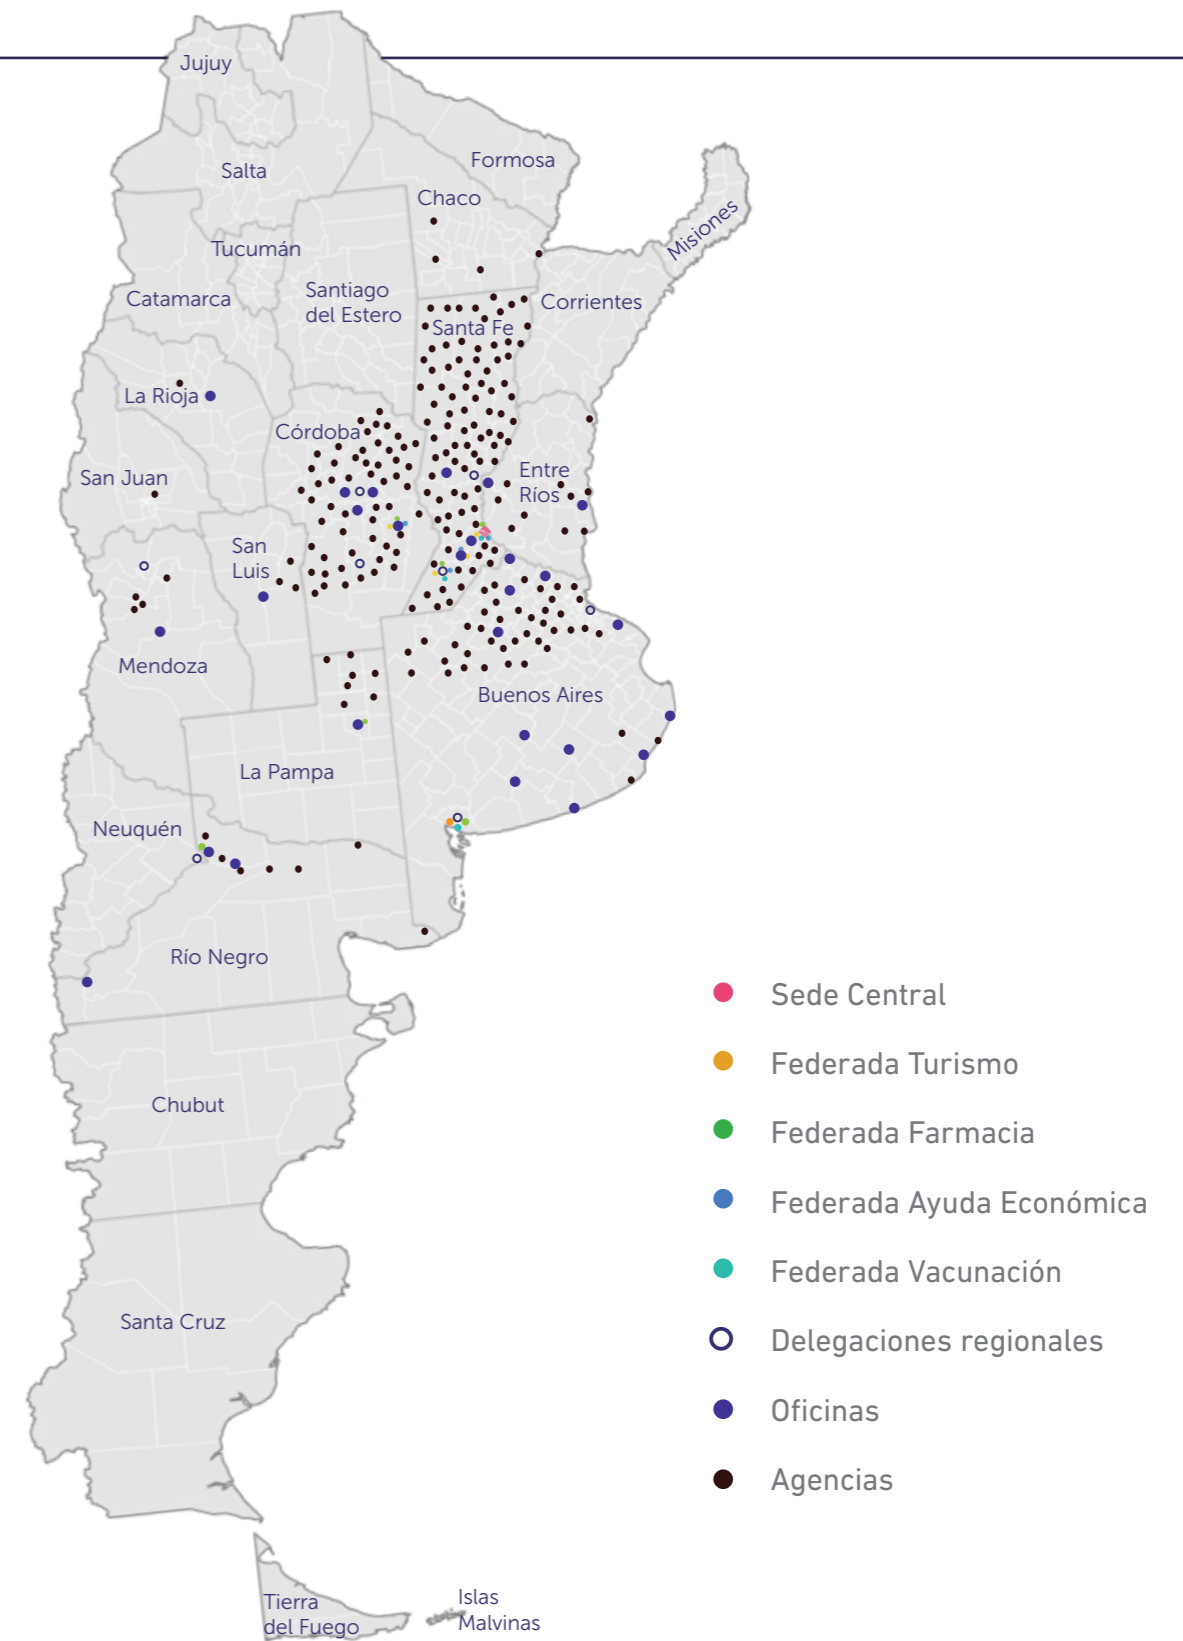 Jujuy
Formosa
Salta
Chaco
Misiones
Tucumán
Catamarca
Santiago
del Estero
Corrientes
Santa Fe
La Rioja
Córdoba
San Juan
Entre
Ríos
San
Luis
Mendoza
Buenos Aires
La Pampa
Neuquén
Río Negro
Chubut
Santa Cruz
Tierra
del Fuego
Islas
Malvinas
Sede Central
Federada Turismo
Federada Farmacia
Federada Ayuda Económica
Federada Vacunación
Delegaciones regionales
Oficinas
Agencias